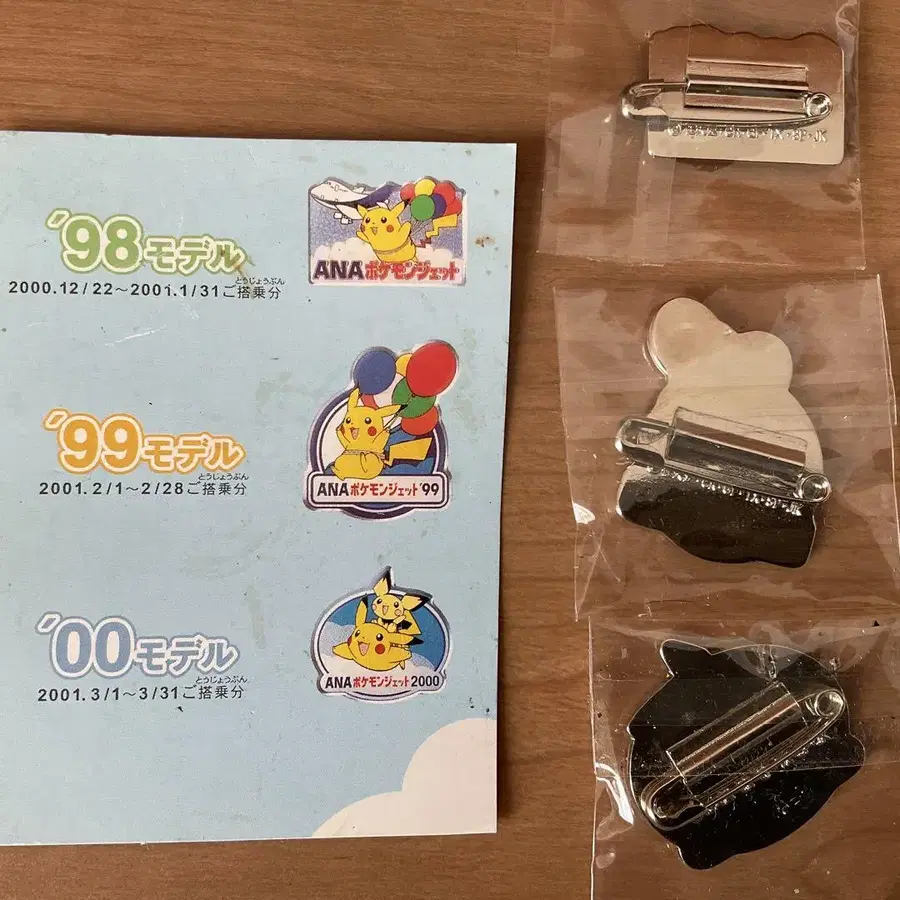 '98モデル
とうじょうぶん
2000.12/22〜2001.1/31ご搭乗分
ANAポケモンジェット
'99モデル
とうじょうぶん
2001.2/1〜2/28ご搭乗分
ANAポケモンジェット'99
'00モデル
とうじょうぶん
2001.3/1〜3/31ご搭乗分
ANAポケモンジェット2000